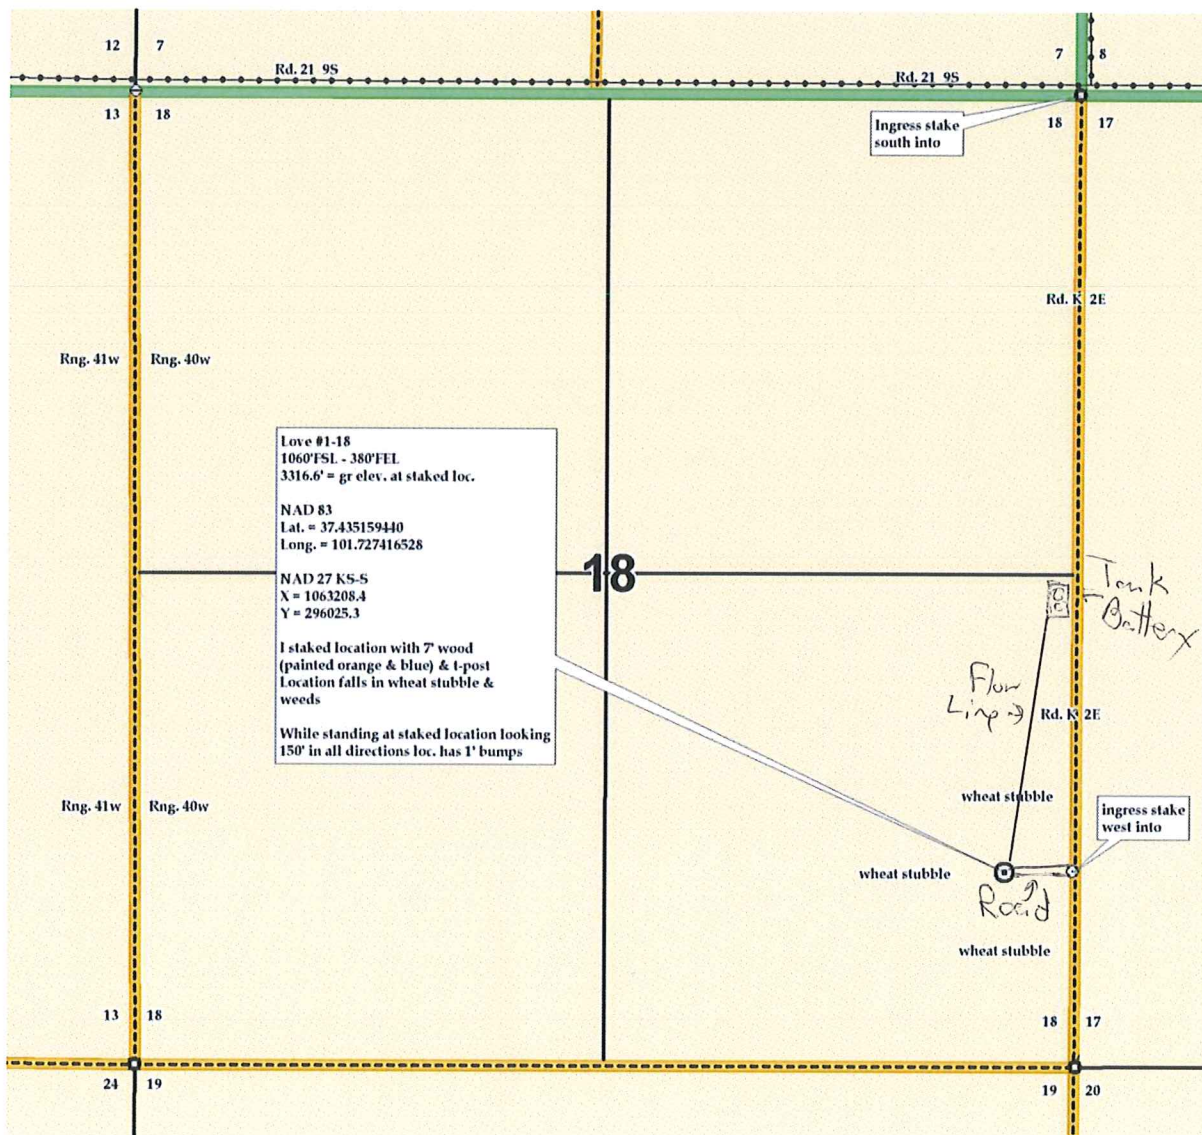 12 7
7 8
Rd. 21 9S
Rd. 21 9S
13 18
18 17
Ingress stake
south into
Rd. K 2E
Rng. 41w Rng. 40w
Love #1-18
1060'FSL - 380'FEL
3316.6' = gr elev. at staked loc.
NAD 83
Lat. = 37.435159440
Long. = 101.727416528
NAD 27 KS-S
X = 1063208.4
Y = 296025.3
I staked location with 7' wood
(painted orange & blue) & t-post
Location falls in wheat stubble &
weeds
While standing at staked location looking
150' in all directions loc. has 1' bumps
18
Tank
Battery
Flow
Line →
Rd. K 2E
Rng. 41w Rng. 40w
wheat stubble
ingress stake
west into
wheat stubble
Road
wheat stubble
13 18
18 17
24 19
19 20